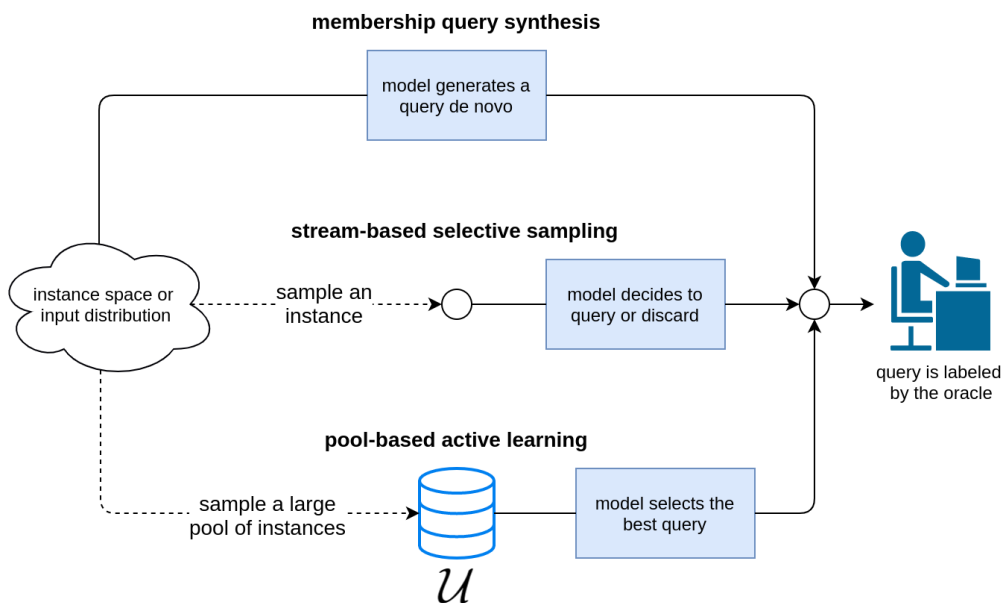 membership query synthesis
model generates a
query de novo
stream-based selective sampling
instance space or
input distribution
sample an
instance
model decides to
query or discard
query is labeled
by the oracle
pool-based active learning
sample a large
pool of instances
model selects the
best query
𝒰